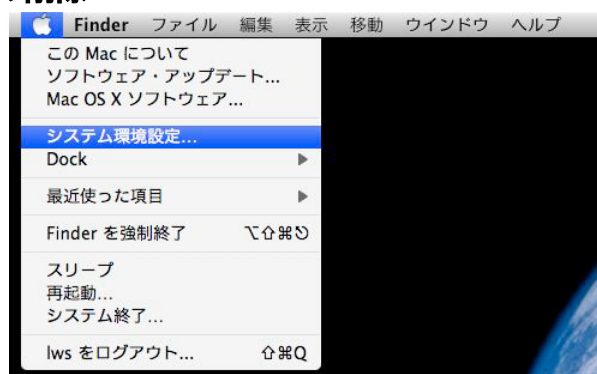 Finder ファイル 編集 表示 移動 ウインドウ ヘルプ
この Mac について
ソフトウェア・アップデート...
Mac OS X ソフトウェア...
システム環境設定...
Dock ▶
最近使った項目 ▶
Finder を強制終了 ⌥⇧⌘⎋
スリープ
再起動...
システム終了...
lws をログアウト... ⇧⌘Q